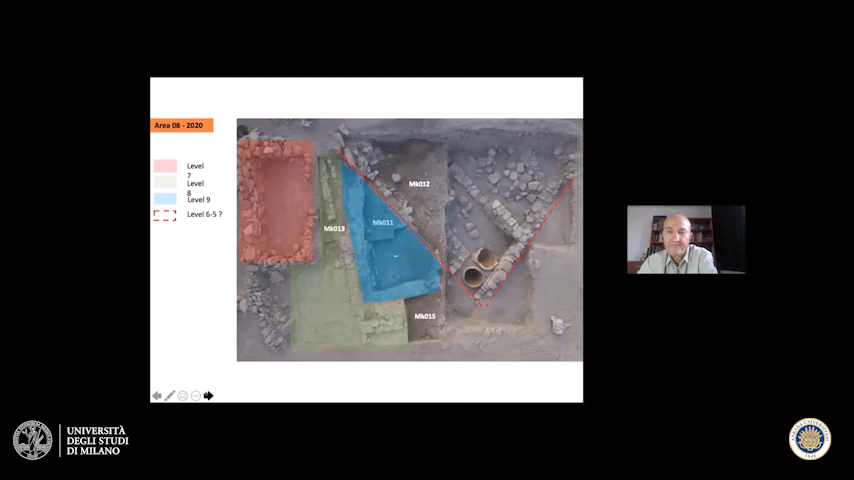 Area 08 - 2020
Level
7
Level
8
Level 9
Level 6-5 ?
Mk012
Mk011
Mk013
Mk015
UNIVERSITÀ
DEGLI STUDI
DI MILANO